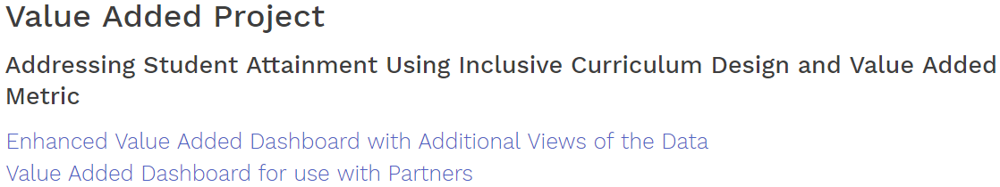 Value Added Project
Addressing Student Attainment Using Inclusive Curriculum Design and Value Added
Metric
Enhanced Value Added Dashboard with Additional Views of the Data
Value Added Dashboard for use with Partners